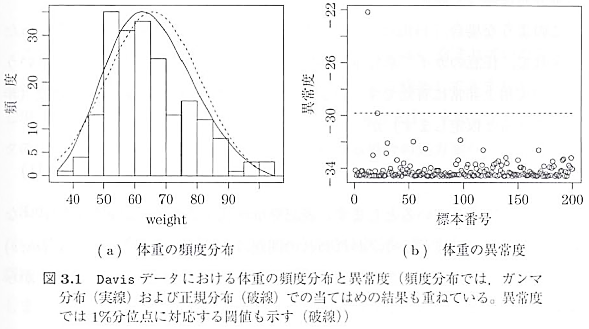 頻 度
0 5 15 25
40 50 60 70 80 90
weight
異常度
-34 -30 -26 -22
0 50 100 150 200
標本番号
(a) 体重の頻度分布
(b) 体重の異常度
図 3.1 Davis データにおける体重の頻度分布と異常度（頻度分布では，ガンマ
分布（実線）および正規分布（破線）での当てはめの結果も重ねている。異常度
では 1%分位点に対応する閾値も示す（破線））